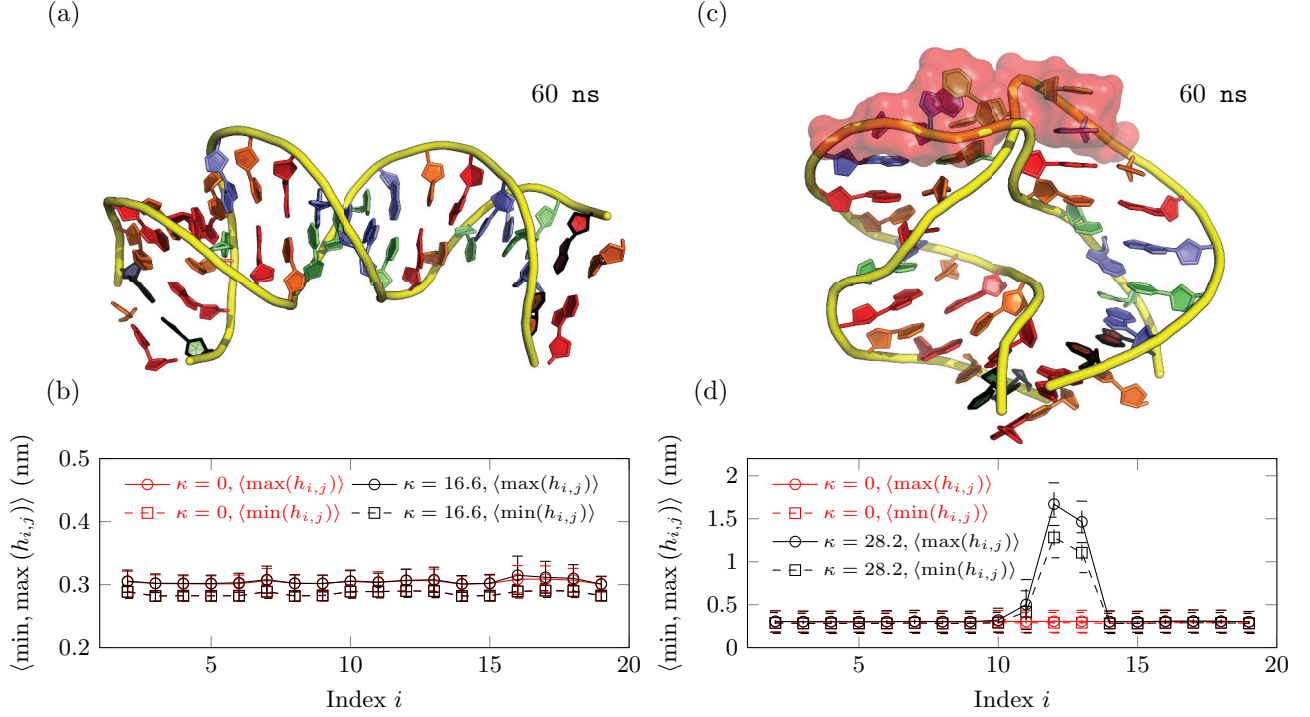 (a)
60 ns
(b)
⟨min, max (h_{i,j})⟩ (nm)
0.5
0.4
0.3
0.2
κ = 0, ⟨max(h_{i,j})⟩
κ = 16.6, ⟨max(h_{i,j})⟩
κ = 0, ⟨min(h_{i,j})⟩
κ = 16.6, ⟨min(h_{i,j})⟩
5
10
15
20
Index i
(c)
60 ns
(d)
⟨min, max (h_{i,j})⟩ (nm)
2
1.5
1
0.5
0
κ = 0, ⟨max(h_{i,j})⟩
κ = 0, ⟨min(h_{i,j})⟩
κ = 28.2, ⟨max(h_{i,j})⟩
κ = 28.2, ⟨min(h_{i,j})⟩
5
10
15
20
Index i